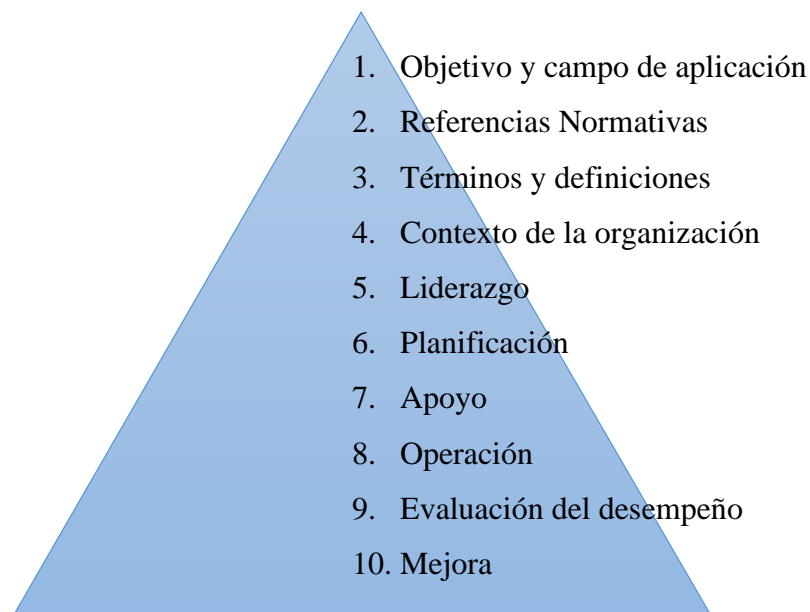 1. Objetivo y campo de aplicación
2. Referencias Normativas
3. Términos y definiciones
4. Contexto de la organización
5. Liderazgo
6. Planificación
7. Apoyo
8. Operación
9. Evaluación del desempeño
10. Mejora